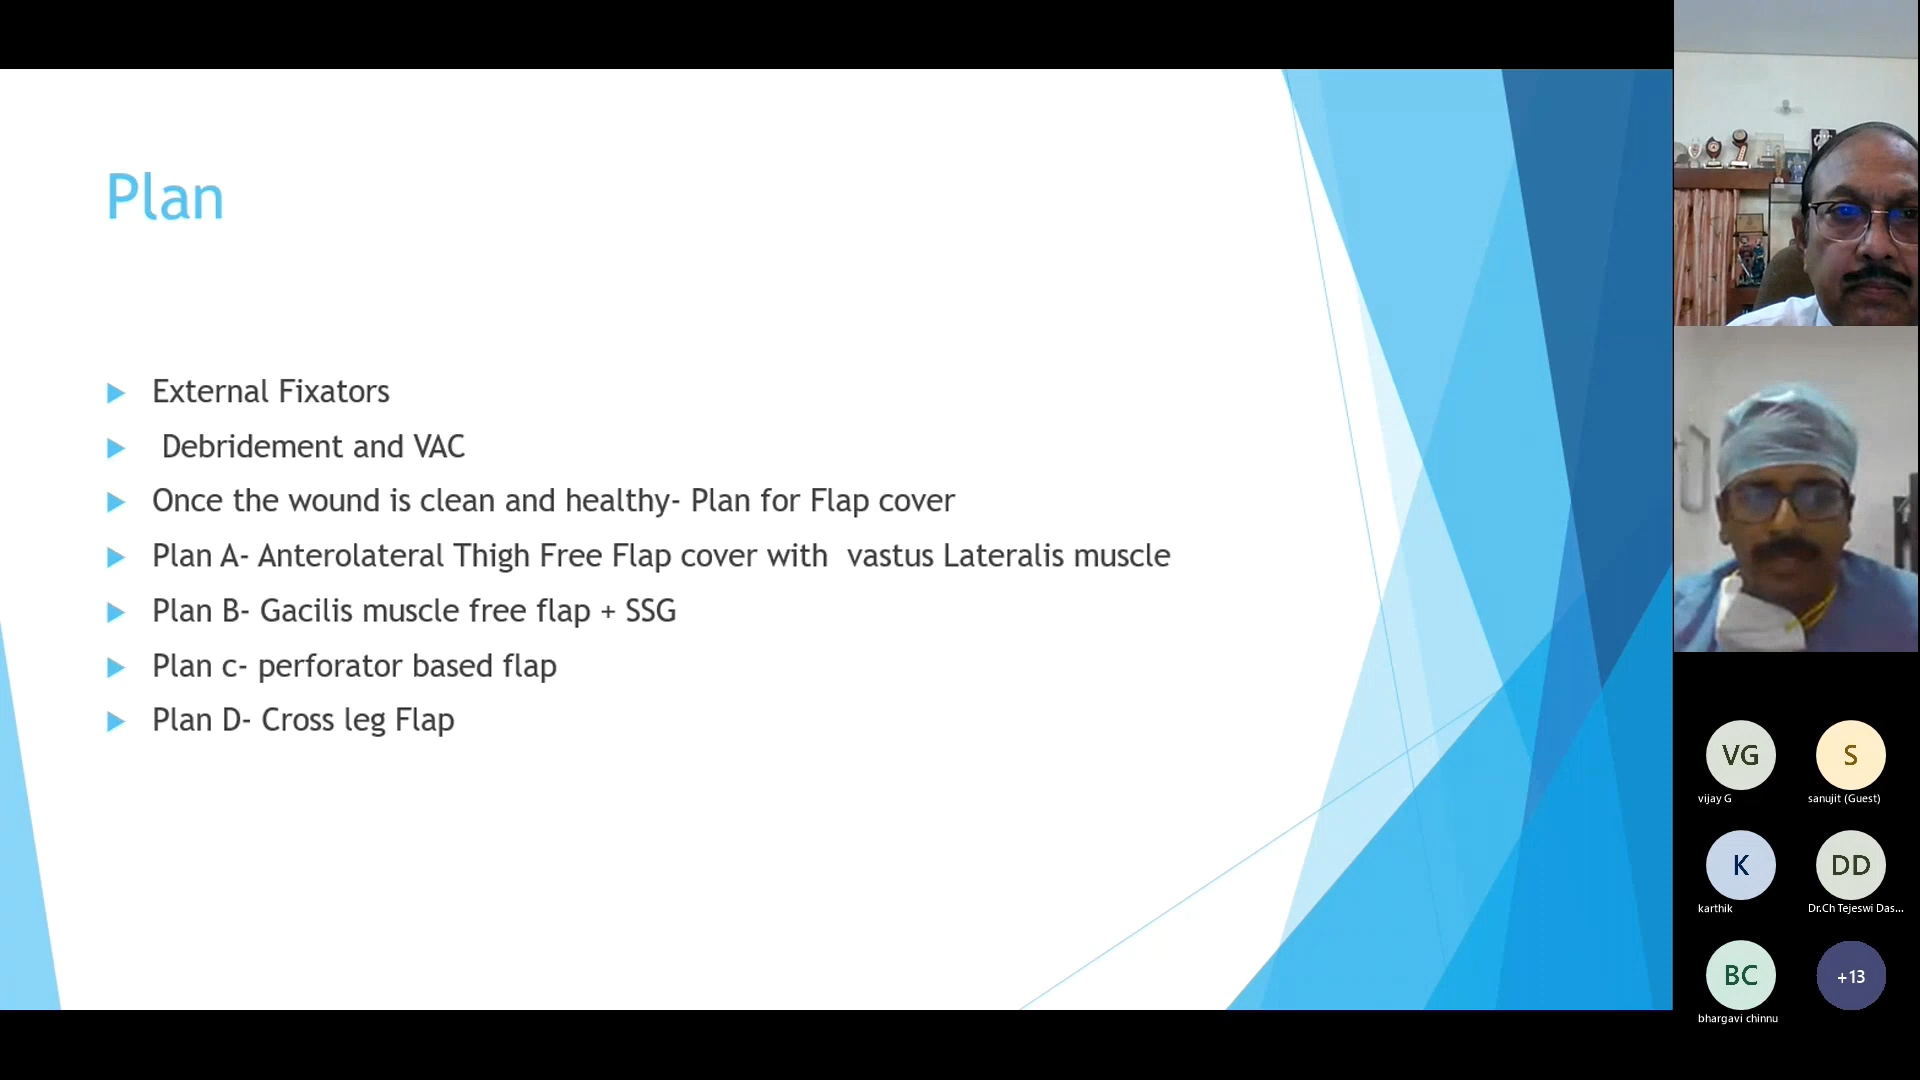 Plan
External Fixators
Debridement and VAC
Once the wound is clean and healthy- Plan for Flap cover
Plan A- Anterolateral Thigh Free Flap cover with vastus Lateralis muscle
Plan B- Gacilis muscle free flap + SSG
Plan c- perforator based flap
Plan D- Cross leg Flap
VG
S
vijay G
sanujit (Guest)
K
DD
karthik
Dr.Ch Tejeswi Das...
BC
+13
bhargavi chinnu